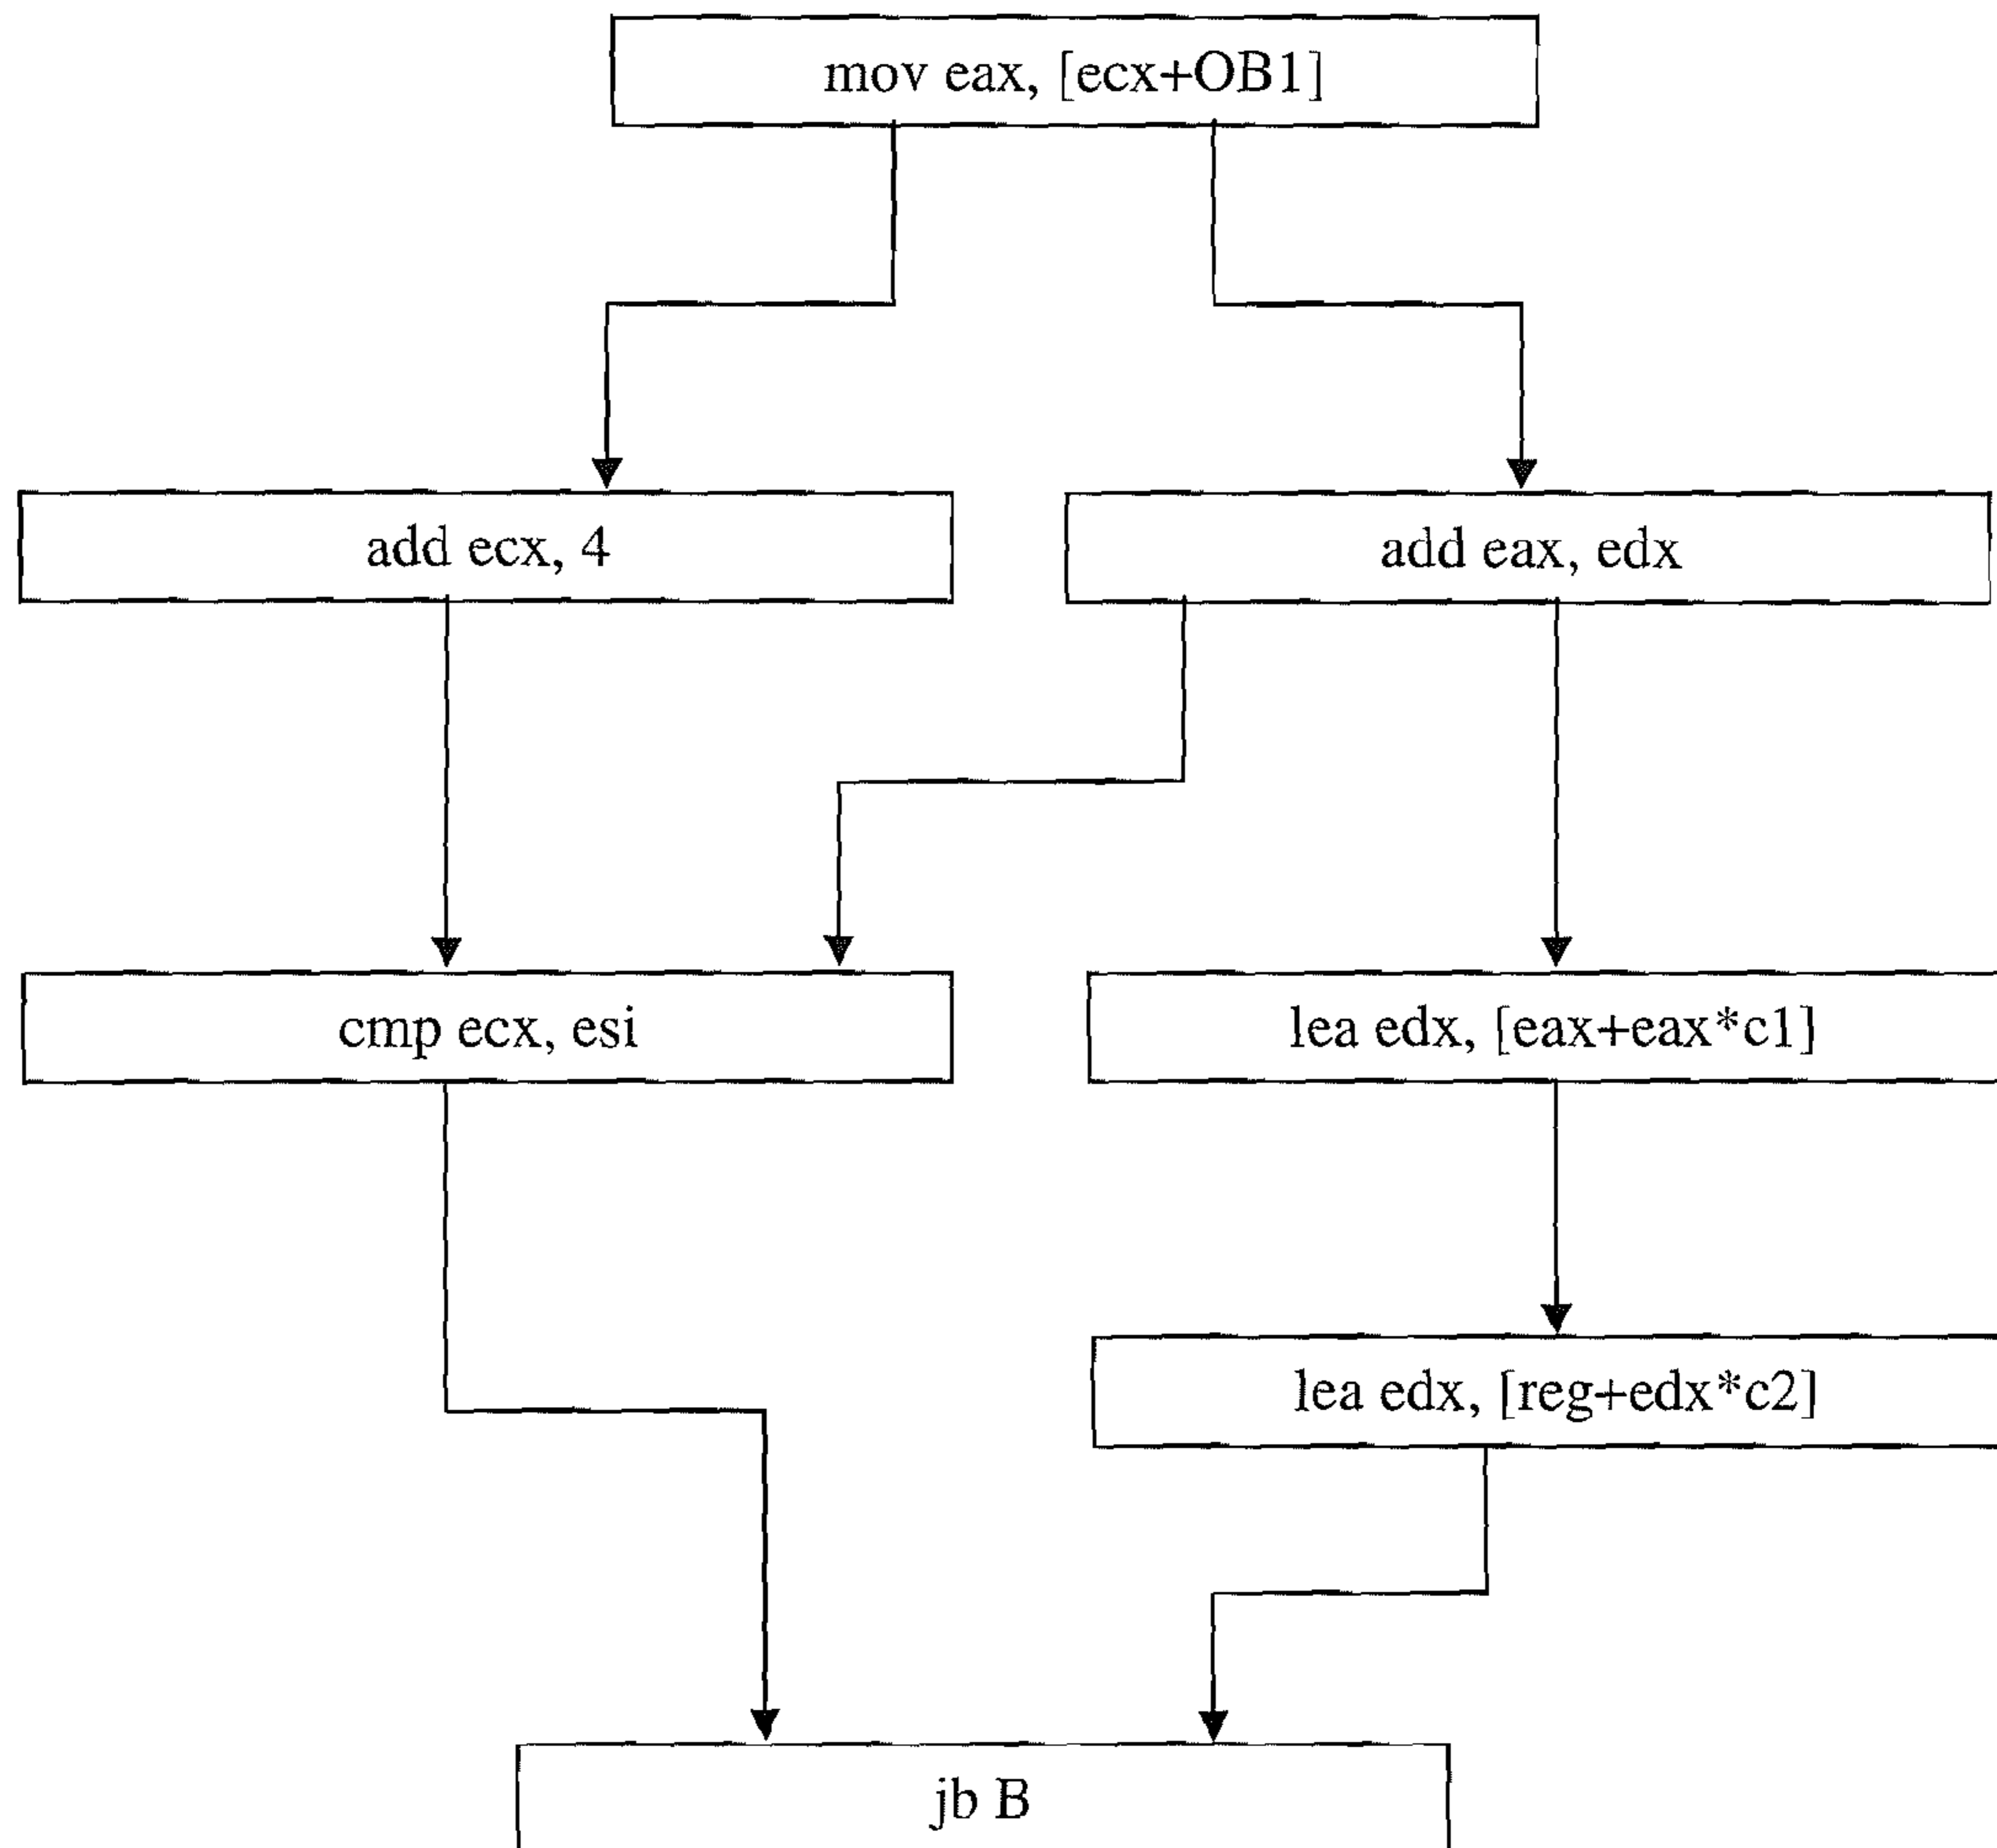 mov eax, [ecx+OB1]
add ecx, 4
add eax, edx
cmp ecx, esi
lea edx, [eax+eax*c1]
lea edx, [reg+edx*c2]
jb B